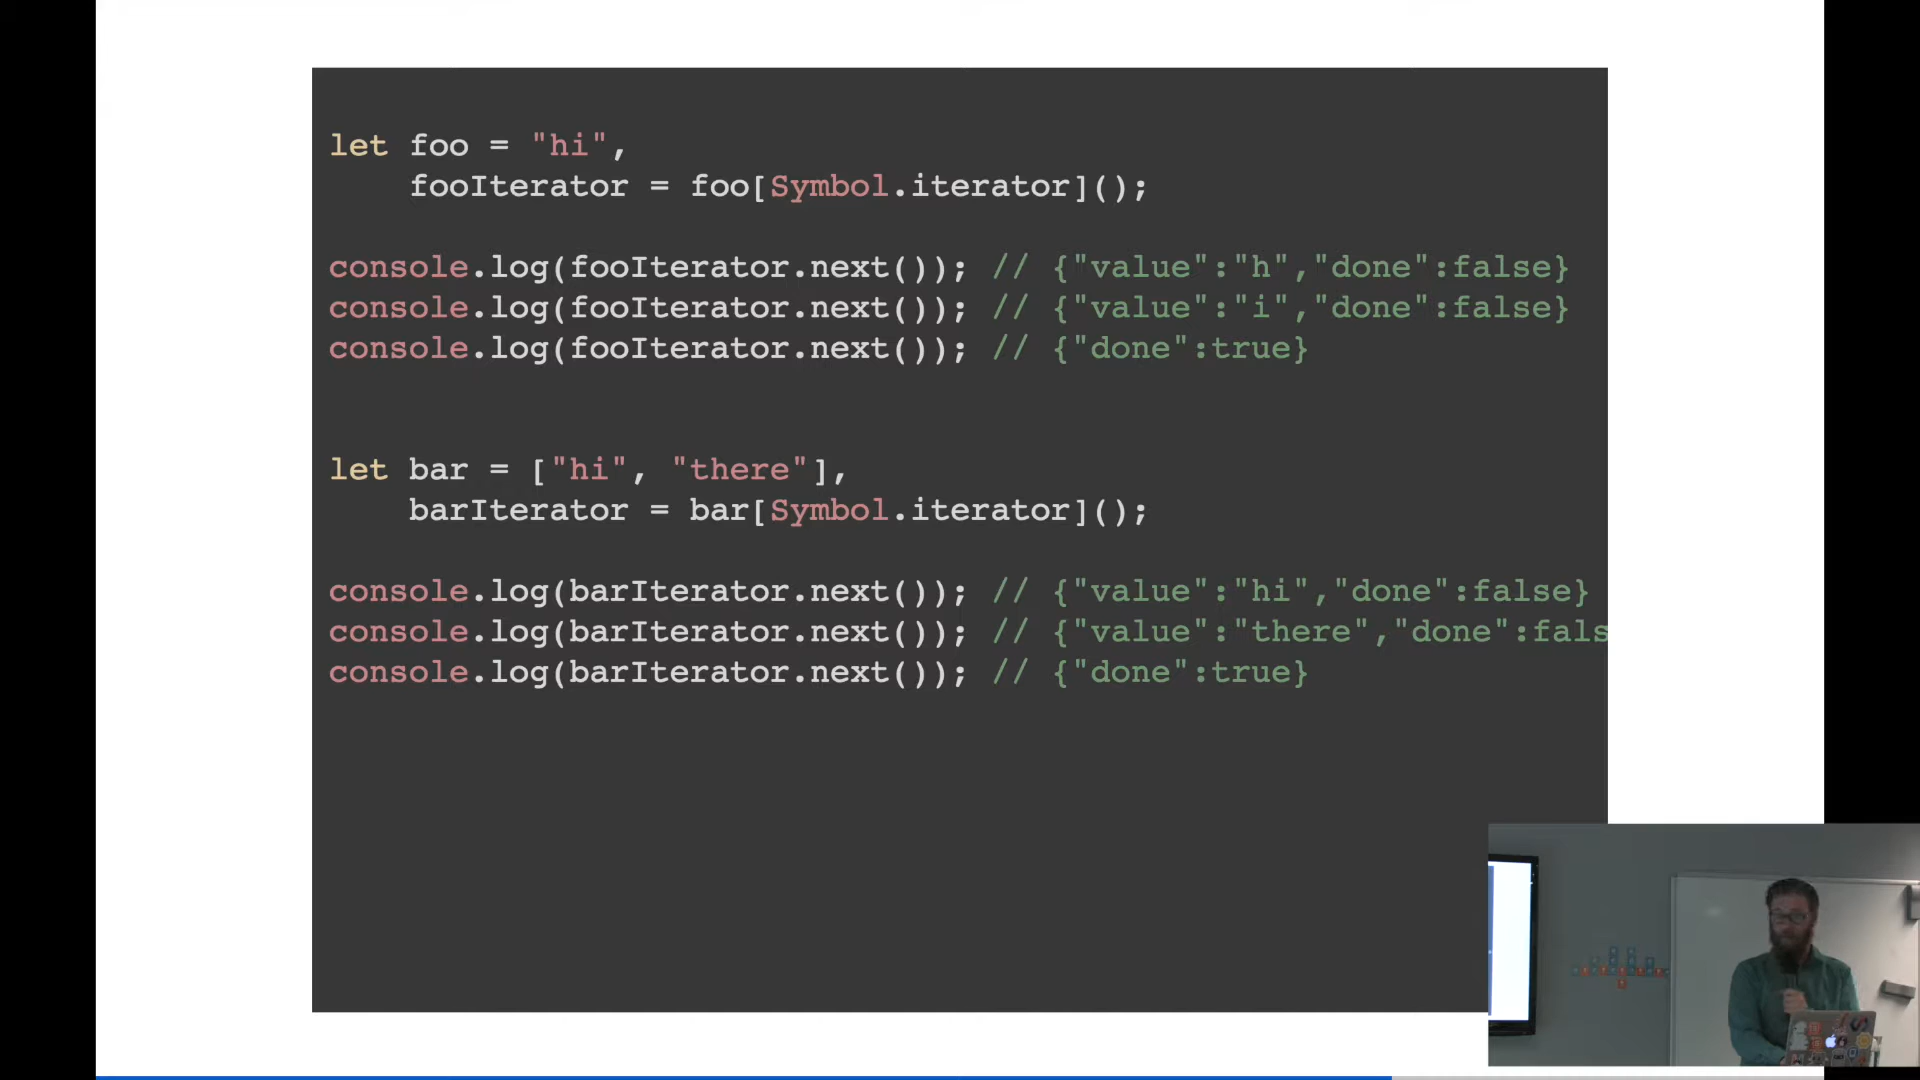 let foo = "hi",
    fooIterator = foo[Symbol.iterator]();
console.log(fooIterator.next()); // {"value":"h","done":false}
console.log(fooIterator.next()); // {"value":"i","done":false}
console.log(fooIterator.next()); // {"done":true}
let bar = ["hi", "there"],
    barIterator = bar[Symbol.iterator]();
console.log(barIterator.next()); // {"value":"hi","done":false}
console.log(barIterator.next()); // {"value":"there","done":fals
console.log(barIterator.next()); // {"done":true}